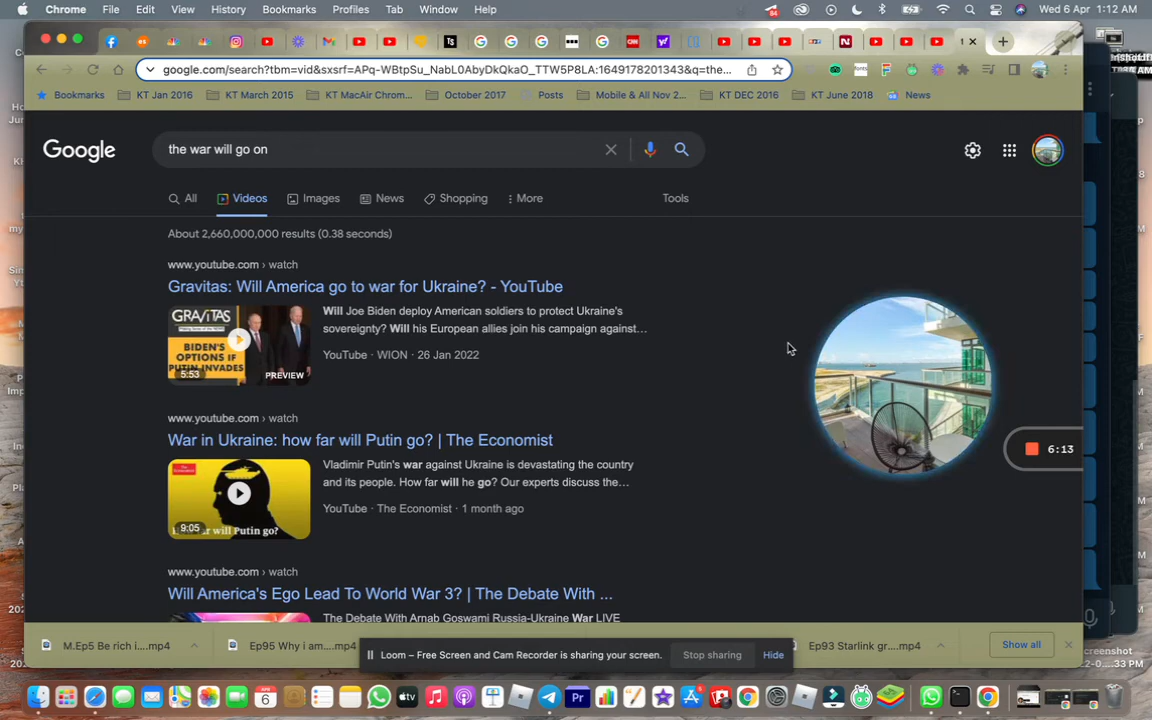 Chrome File Edit View History Bookmarks Profiles Tab Window Help 84 Wed 6 Apr 1:12 AM
google.com/search?tbm=vid&sxsrf=APq-WBtpSu_NabL0AbyDkQkaO_TTW5P8LA:1649178201343&q=the...
Bookmarks KT Jan 2016 KT March 2015 KT MacAir Chrom... October 2017 Posts Mobile & All Nov 2... KT DEC 2016 KT June 2018 News
Google the war will go on
All Videos Images News Shopping More Tools
About 2,660,000,000 results (0.38 seconds)
www.youtube.com › watch
Gravitas: Will America go to war for Ukraine? - YouTube
GRAVITAS
BIDEN'S
OPTIONS IF
PUTIN INVADES
5:53 PREVIEW
Will Joe Biden deploy American soldiers to protect Ukraine's
sovereignty? Will his European allies join his campaign against...
YouTube · WION · 26 Jan 2022
www.youtube.com › watch
War in Ukraine: how far will Putin go? | The Economist
9:05
Vladimir Putin's war against Ukraine is devastating the country
and its people. How far will he go? Our experts discuss the...
YouTube · The Economist · 1 month ago
6:13
www.youtube.com › watch
Will America's Ego Lead To World War 3? | The Debate With ...
The Debate With Arnab Goswami Russia-Ukraine War LIVE
M.Ep5 Be rich i....mp4 Ep95 Why i am....mp4 Ep93 Starlink gr....mp4 Show all
Loom – Free Screen and Cam Recorder is sharing your screen. Stop sharing Hide